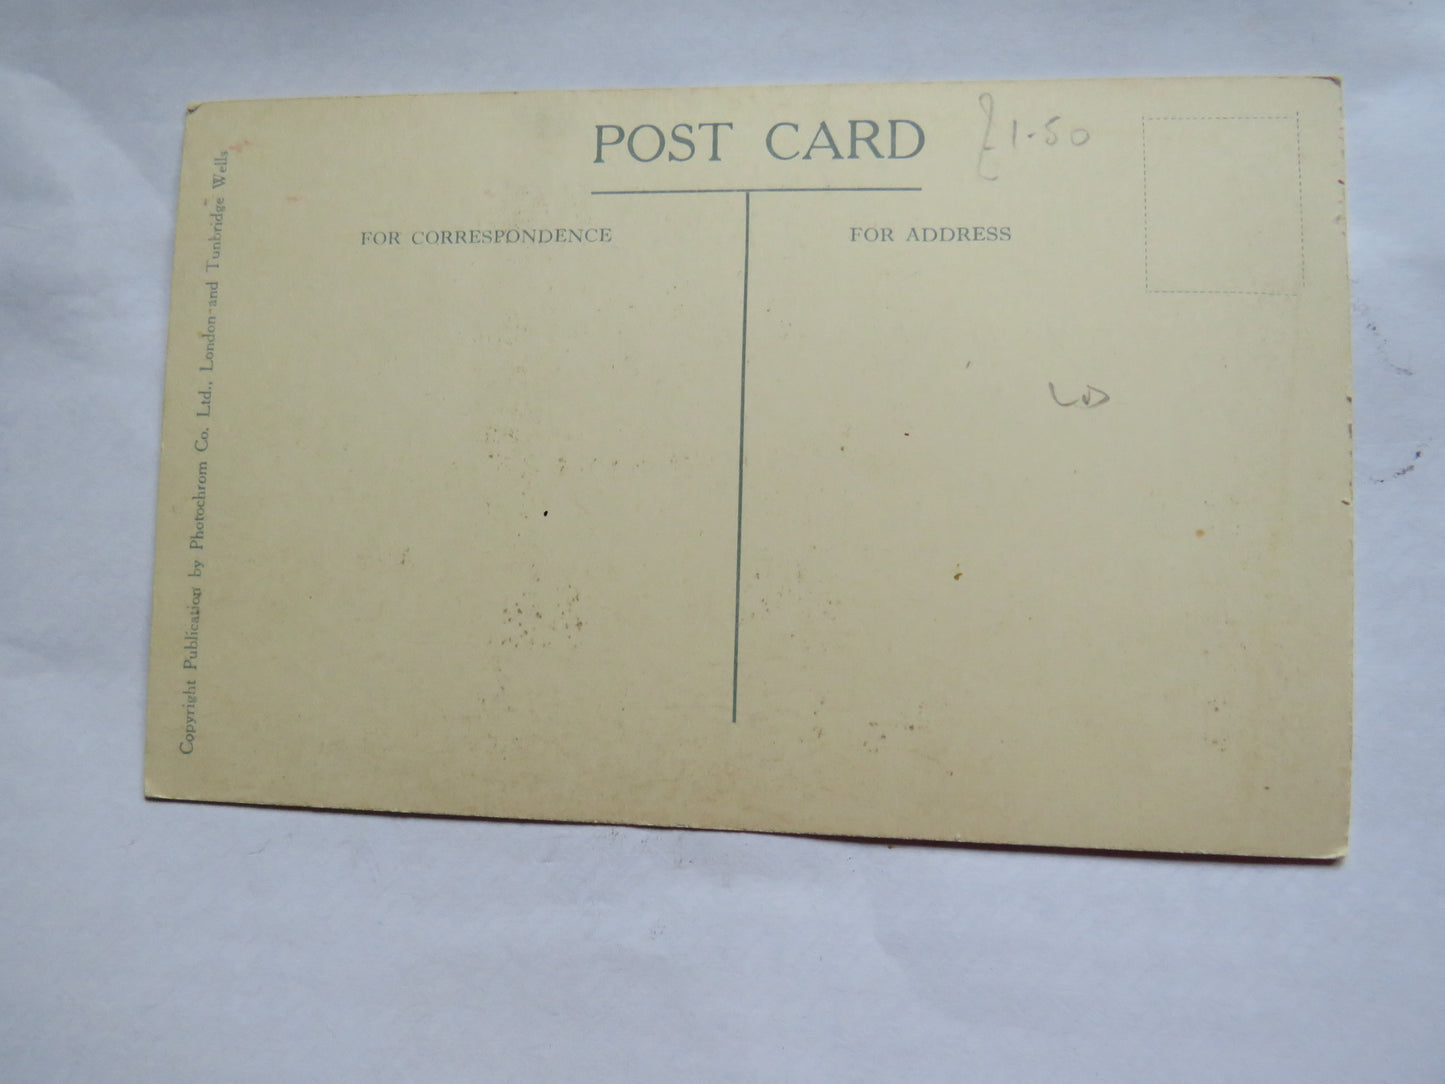 POST CARD
£1-50
FOR CORRESPONDENCE
FOR ADDRESS
Copyright Publication by Photochrom Co. Ltd., London and Tunbridge Wells